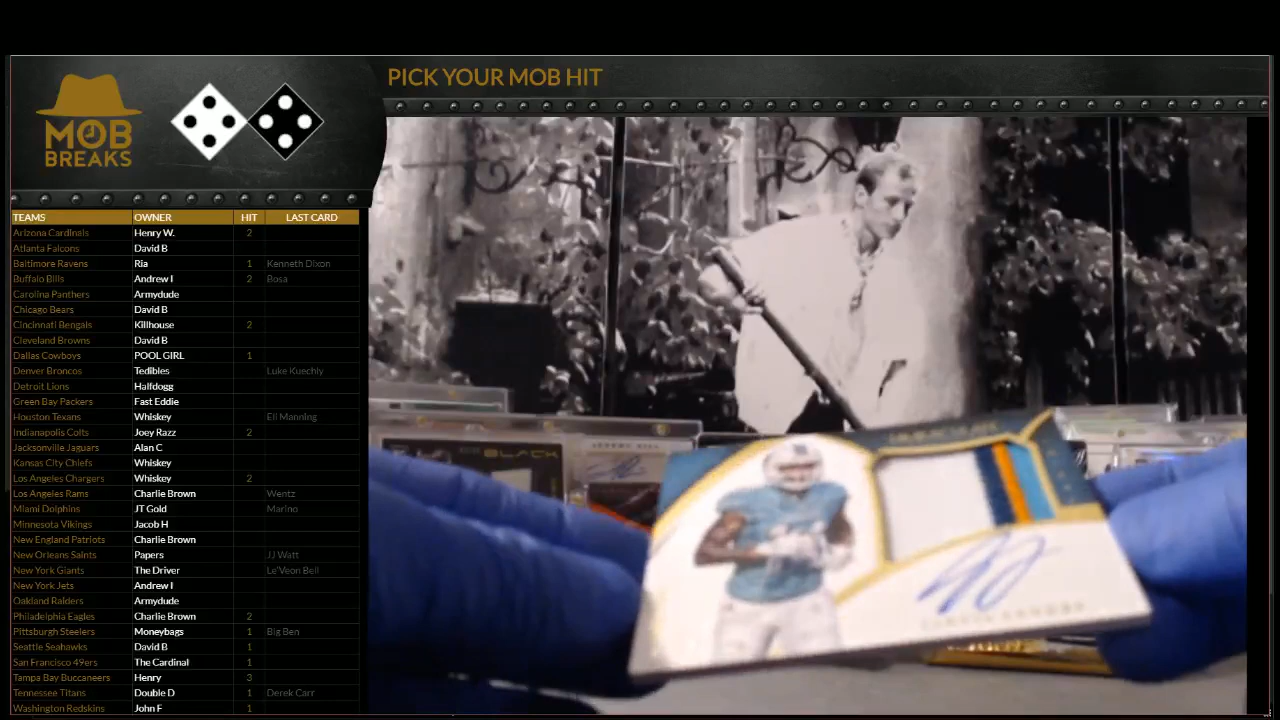 PICK YOUR MOB HIT
MOB
BREAKS
TEAMS OWNER HIT LAST CARD
Arizona Cardinals Henry W. 2
Atlanta Falcons David B
Baltimore Ravens Ria 1 Kenneth Dixon
Buffalo Bills Andrew I 2 Bosa
Carolina Panthers Armydude
Chicago Bears David B
Cincinnati Bengals Killhouse 2
Cleveland Browns David B
Dallas Cowboys POOL GIRL 1
Denver Broncos Tedibles Luke Kuechly
Detroit Lions Halfdogg
Green Bay Packers Fast Eddie
Houston Texans Whiskey Eli Manning
Indianapolis Colts Joey Razz 2
Jacksonville Jaguars Alan C
Kansas City Chiefs Whiskey
Los Angeles Chargers Whiskey 2
Los Angeles Rams Charlie Brown Wentz
Miami Dolphins JT Gold Marino
Minnesota Vikings Jacob H
New England Patriots Charlie Brown
New Orleans Saints Papers JJ Watt
New York Giants The Driver Le'Veon Bell
New York Jets Andrew I
Oakland Raiders Armydude
Philadelphia Eagles Charlie Brown 2
Pittsburgh Steelers Moneybags 1 Big Ben
Seattle Seahawks David B 1
San Francisco 49ers The Cardinal 1
Tampa Bay Buccaneers Henry 3
Tennessee Titans Double D 1 Derek Carr
Washington Redskins John F 1
BLACK